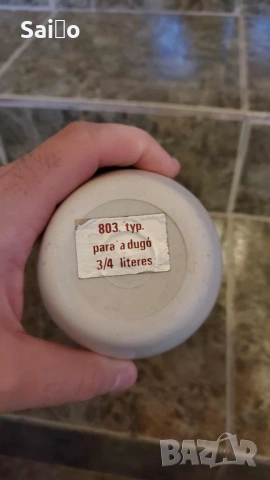 Sai▯o
803. typ.
para adugó
3/4 literes
BAZAR